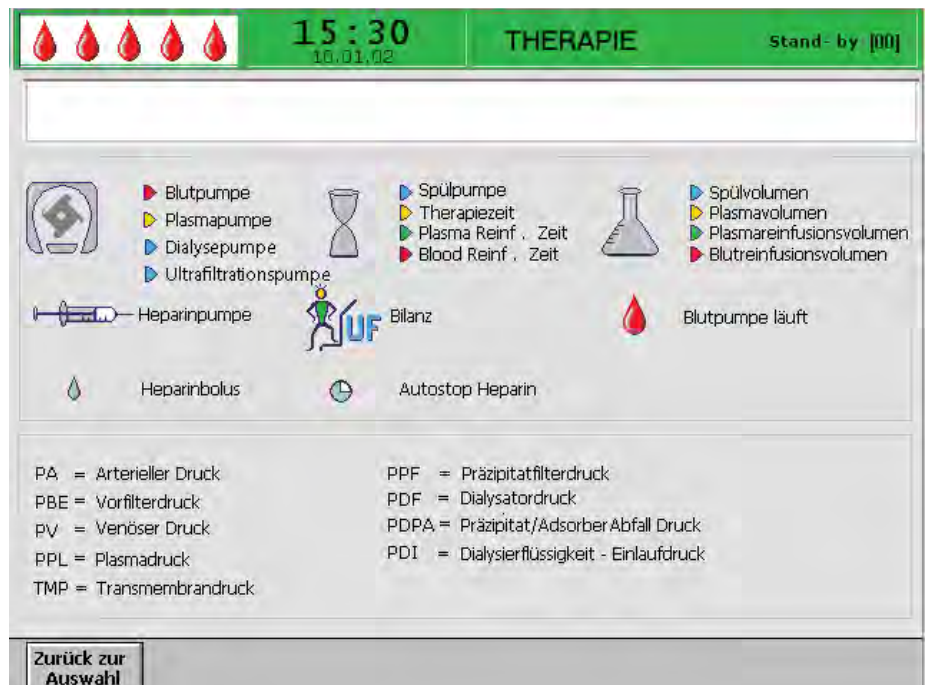 15:30 THERAPIE Stand-by [00]
10.01.02
Blutpumpe
Plasmapumpe
Dialysepumpe
Ultrafiltrationspumpe
Spülpumpe
Therapiezeit
Plasma Reinf . Zeit
Blood Reinf . Zeit
Spülvolumen
Plasmavolumen
Plasmareinfusionsvolumen
Blutreinfusionsvolumen
Heparinpumpe
UF Bilanz
Blutpumpe läuft
Heparinbolus
Autostop Heparin
PA = Arterieller Druck
PBE = Vorfilterdruck
PV = Venöser Druck
PPL = Plasmadruck
TMP = Transmembrandruck
PPF = Präzipitatfilterdruck
PDF = Dialysatordruck
PDPA = Präzipitat/Adsorber Abfall Druck
PDI = Dialysierflüssigkeit - Einlaufdruck
Zurück zur
Auswahl